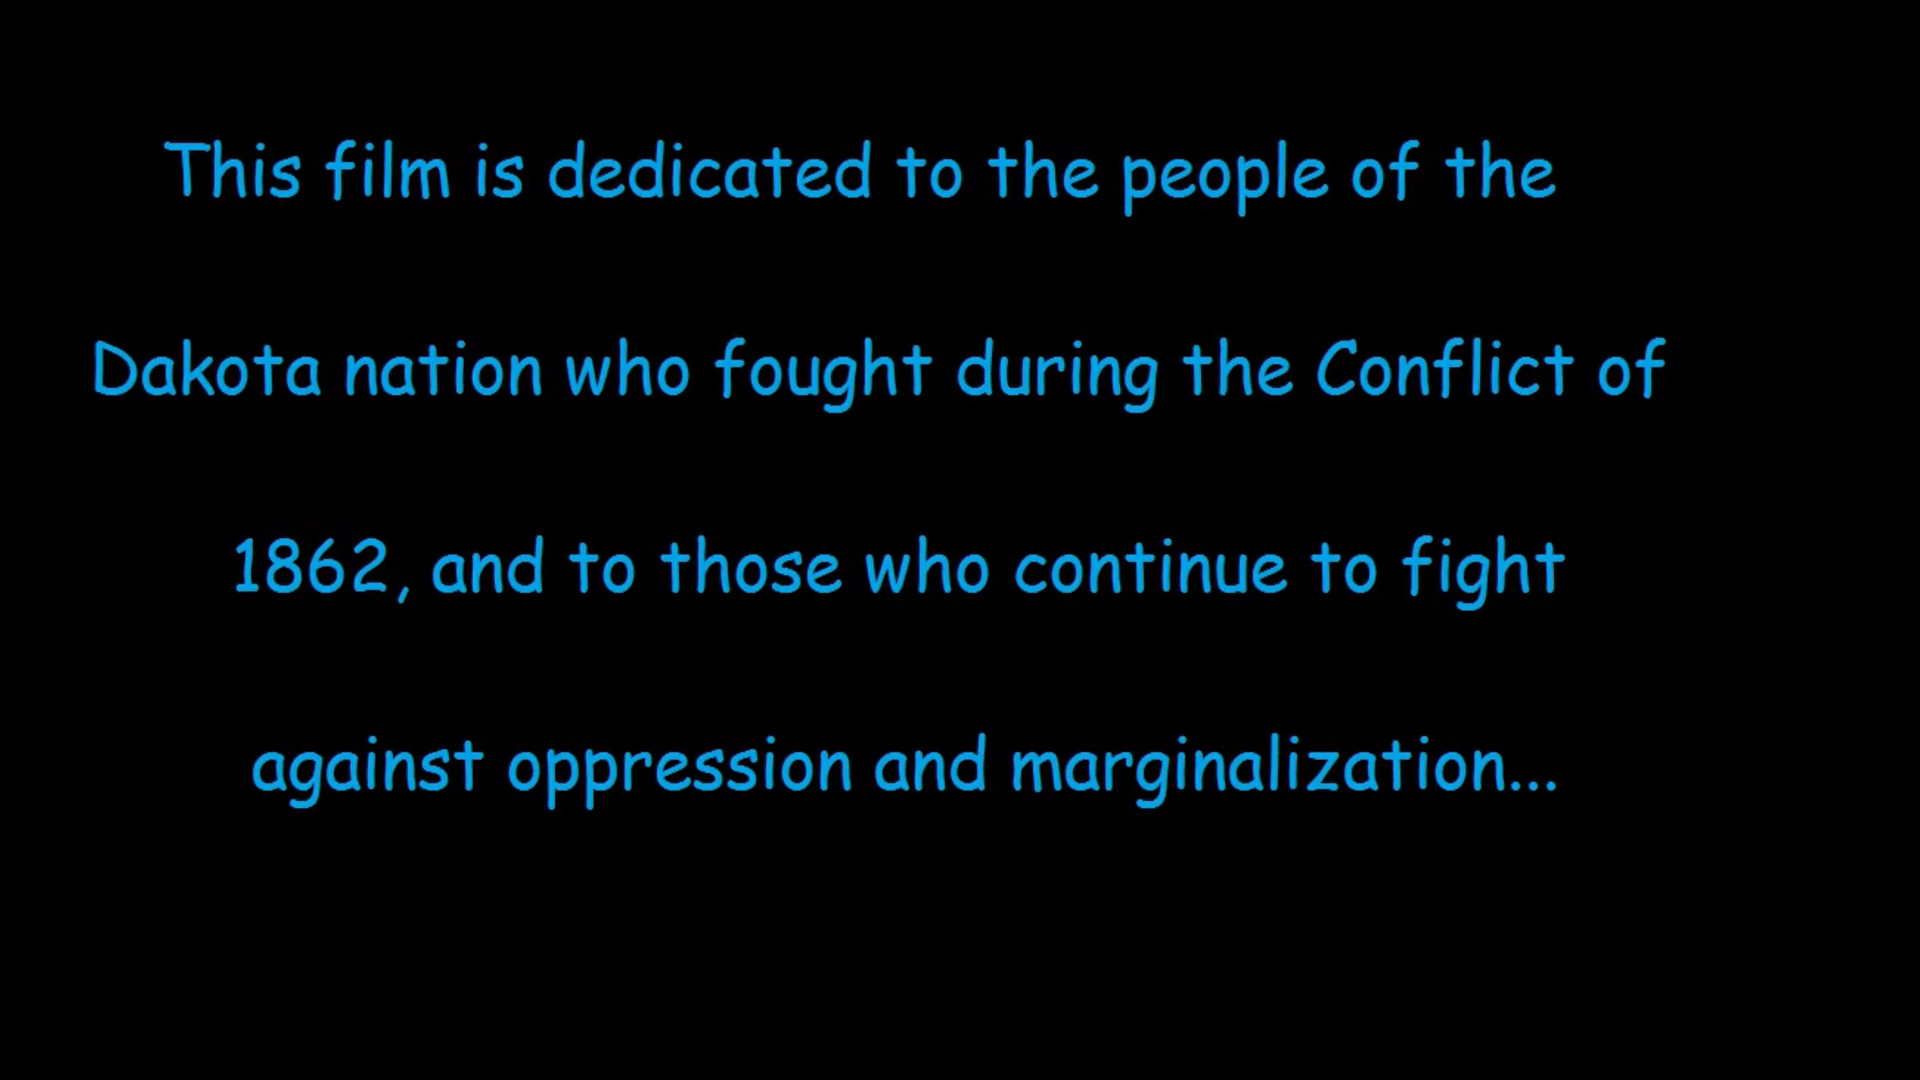 This film is dedicated to the people of the
Dakota nation who fought during the Conflict of
1862, and to those who continue to fight
against oppression and marginalization...